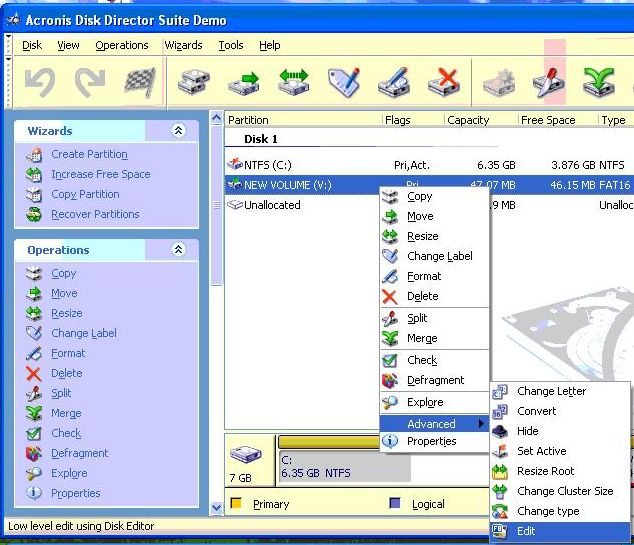 Acronis Disk Director Suite Demo
Disk View Operations Wizards Tools Help
Wizards
Create Partition
Increase Free Space
Copy Partition
Recover Partitions
Operations
Copy
Move
Resize
Change Label
Format
Delete
Split
Merge
Check
Defragment
Explore
Properties
Partition Flags Capacity Free Space Type
Disk 1
NTFS (C:) Pri,Act. 6.35 GB 3.876 GB NTFS
NEW VOLUME (V:) Pri 47.07 MB 46.15 MB FAT16
Unallocated 9 MB Unalloc
Copy
Move
Resize
Change Label
Format
Delete
Split
Merge
Check
Defragment
Explore
Advanced
Properties
Change Letter
Convert
Hide
Set Active
Resize Root
Change Cluster Size
Change type
Edit
7 GB
C:
6.35 GB NTFS
Primary Logical
Low level edit using Disk Editor